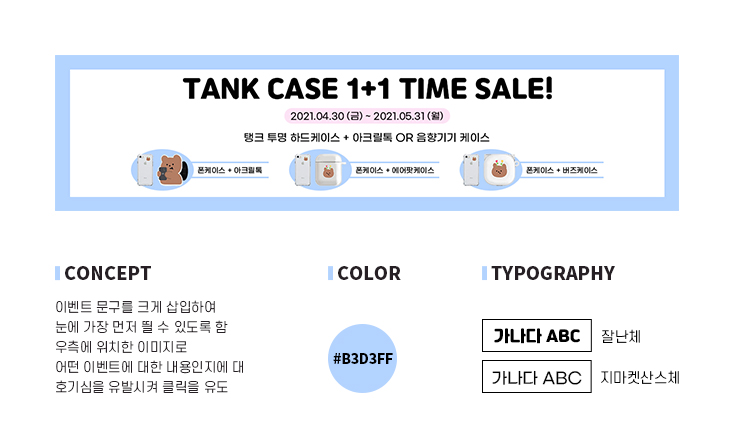 TANK CASE 1+1 TIME SALE!
2021.04.30 (금) ~ 2021.05.31 (월)
탱크 투명 하드케이스 + 아크릴톡 OR 음향기기 케이스
폰케이스 + 아크릴톡
폰케이스 + 에어팟케이스
폰케이스 + 버즈케이스
CONCEPT
이벤트 문구를 크게 삽입하여
눈에 가장 먼저 띌 수 있도록 함
우측에 위치한 이미지로
어떤 이벤트에 대한 내용인지에 대
호기심을 유발시켜 클릭을 유도
COLOR
#B3D3FF
TYPOGRAPHY
가나다 ABC 잘난체
가나다 ABC 지마켓산스체